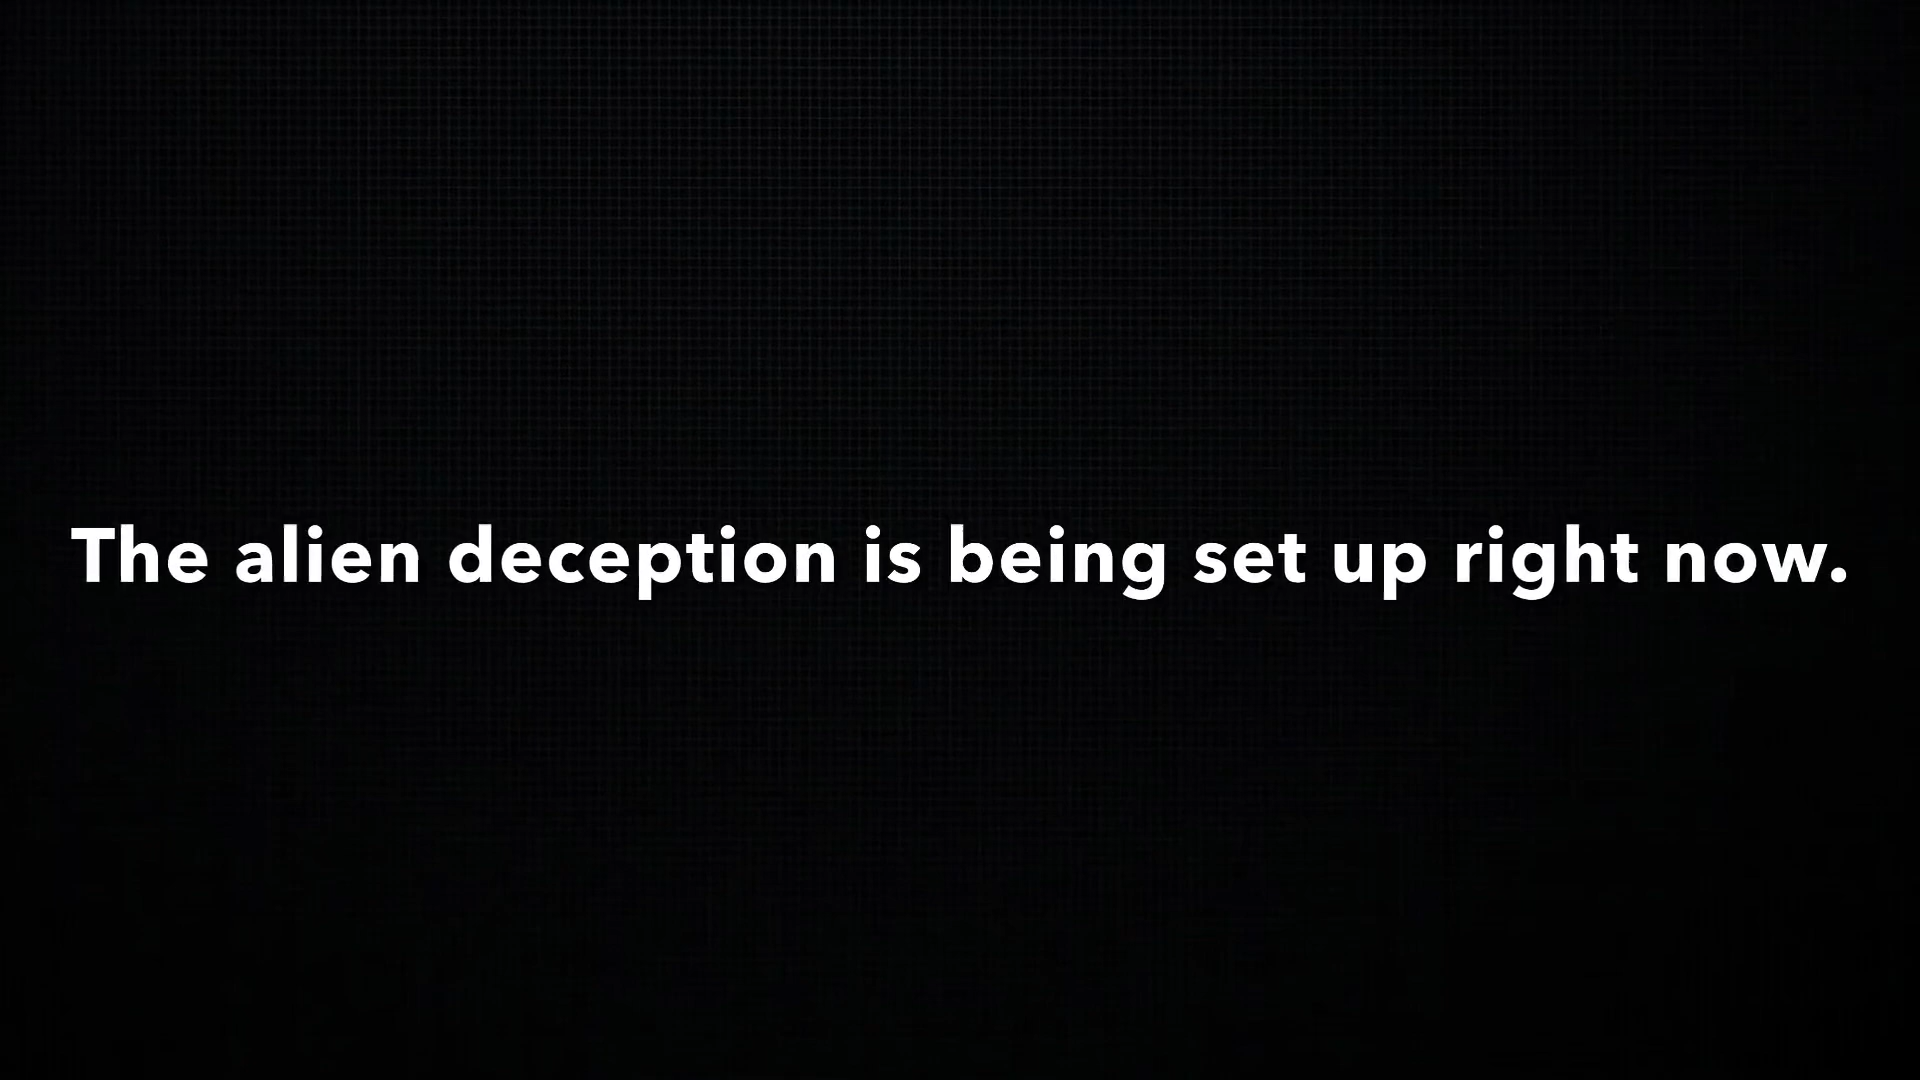 The alien deception is being set up right now.